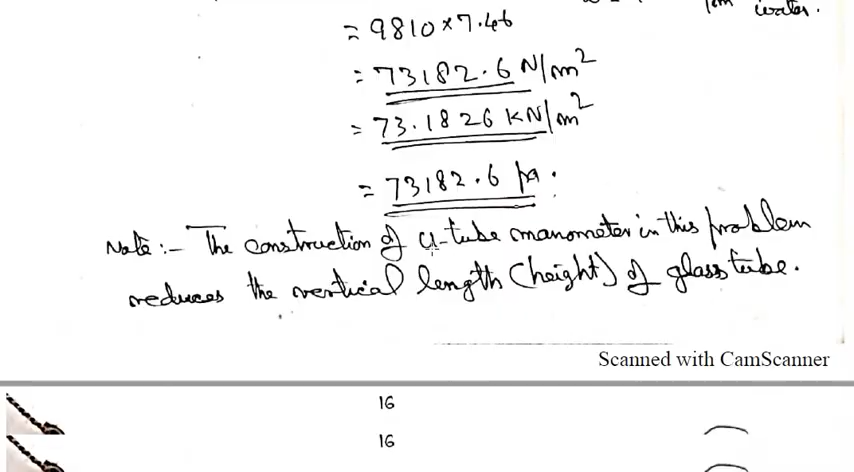 water.
= 9810 × 7.46
= 73182.6 N/m²
= 73.1826 KN/m²
= 73182.6 pa.
Note :- The construction of U-tube manometer in this problem
reduces the vertical length (height) of glass tube.
Scanned with CamScanner
16
16